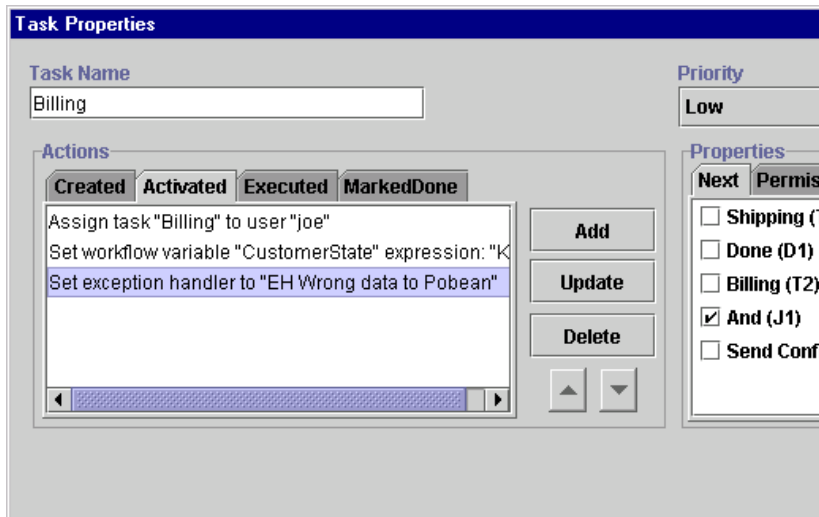 Task Properties
Task Name
Priority
Billing
Low
Actions
Properties
Created Activated Executed MarkedDone
Next Permis
Assign task "Billing" to user "joe"
Set workflow variable "CustomerState" expression: "K
Set exception handler to "EH Wrong data to Pobean"
Add
Update
Delete
Shipping (T
Done (D1)
Billing (T2)
And (J1)
Send Conf